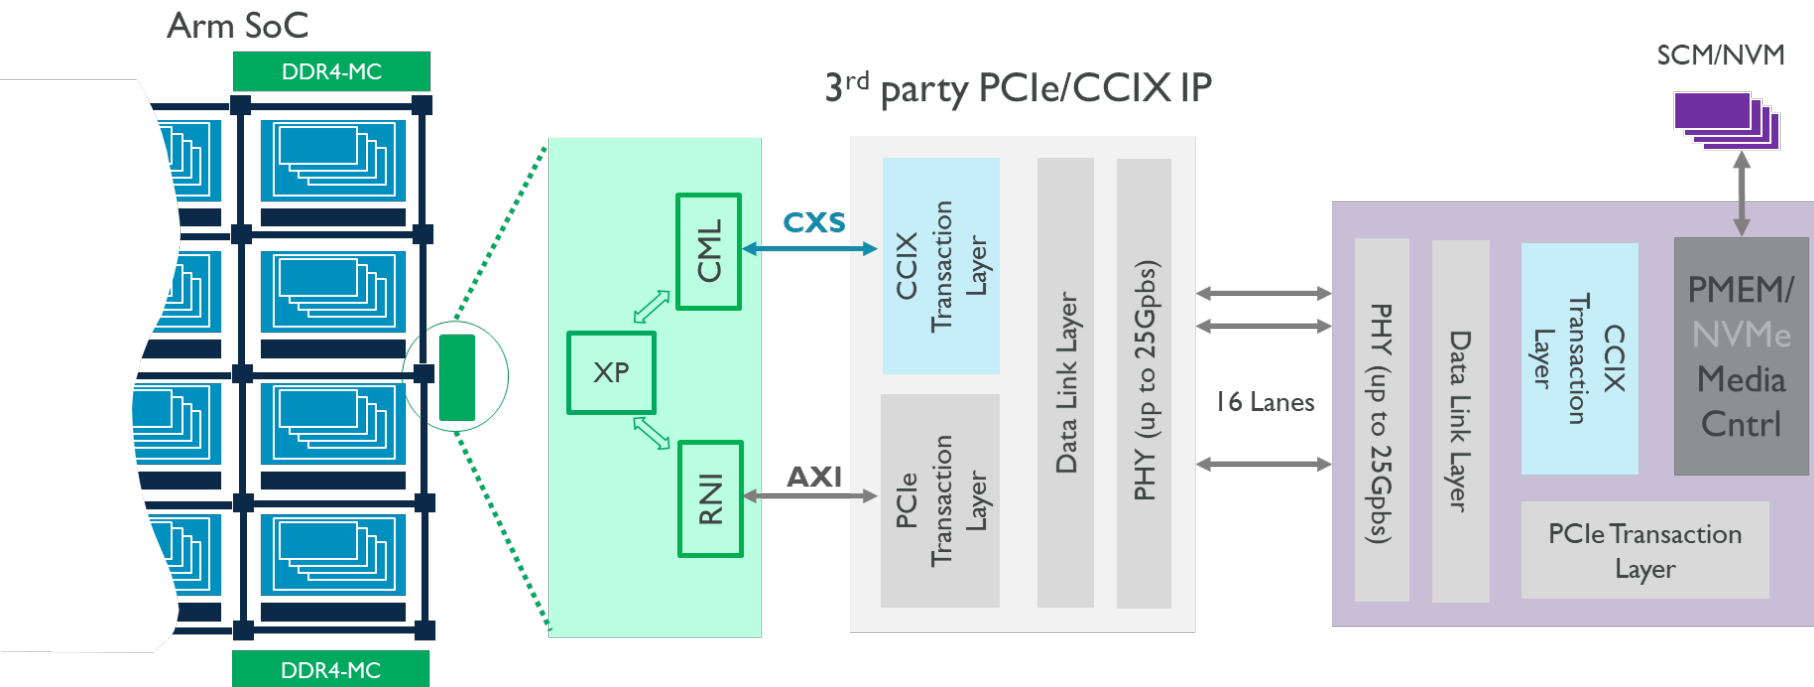 Arm SoC
DDR4-MC
DDR4-MC
CML
XP
RNI
CXS
AXI
3rd party PCIe/CCIX IP
CCIX
Transaction
Layer
PCIe
Transaction
Layer
Data Link Layer
PHY (up to 25Gpbs)
16 Lanes
PHY (up to 25Gpbs)
Data Link Layer
CCIX
Transaction
Layer
PCIe Transaction
Layer
SCM/NVM
PMEM/
NVMe
Media
Cntrl